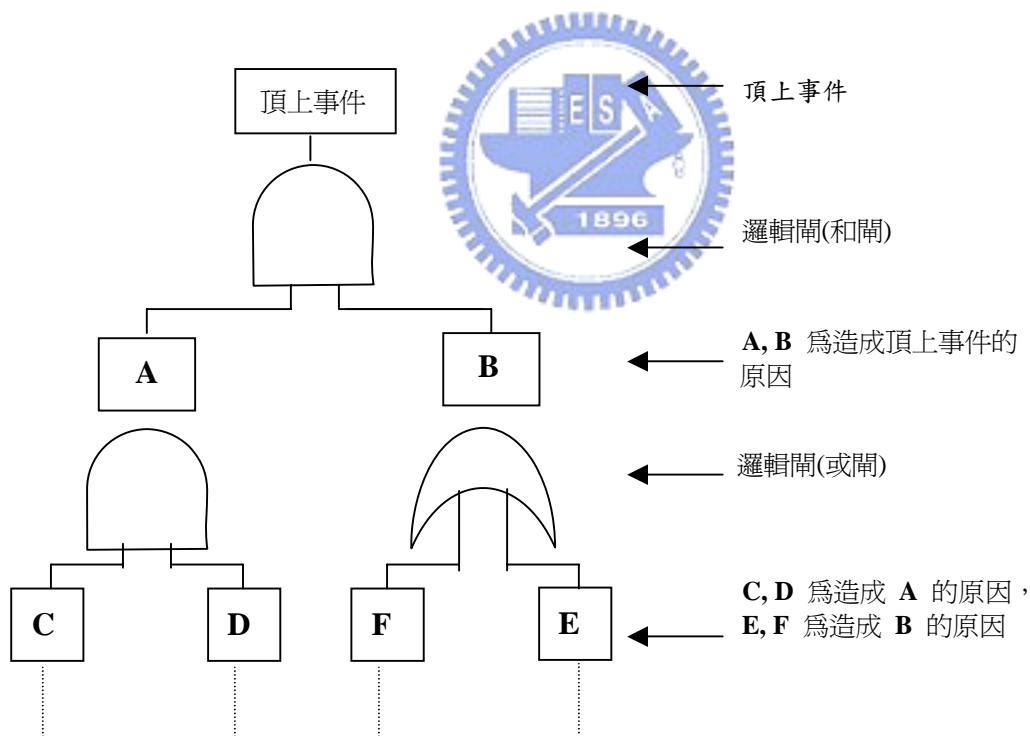 頂上事件
頂上事件
E S A
1896
邏輯閘(和閘)
A
B
A, B 為造成頂上事件的
原因
邏輯閘(或閘)
C
D
F
E
C, D 為造成 A 的原因，
E, F 為造成 B 的原因